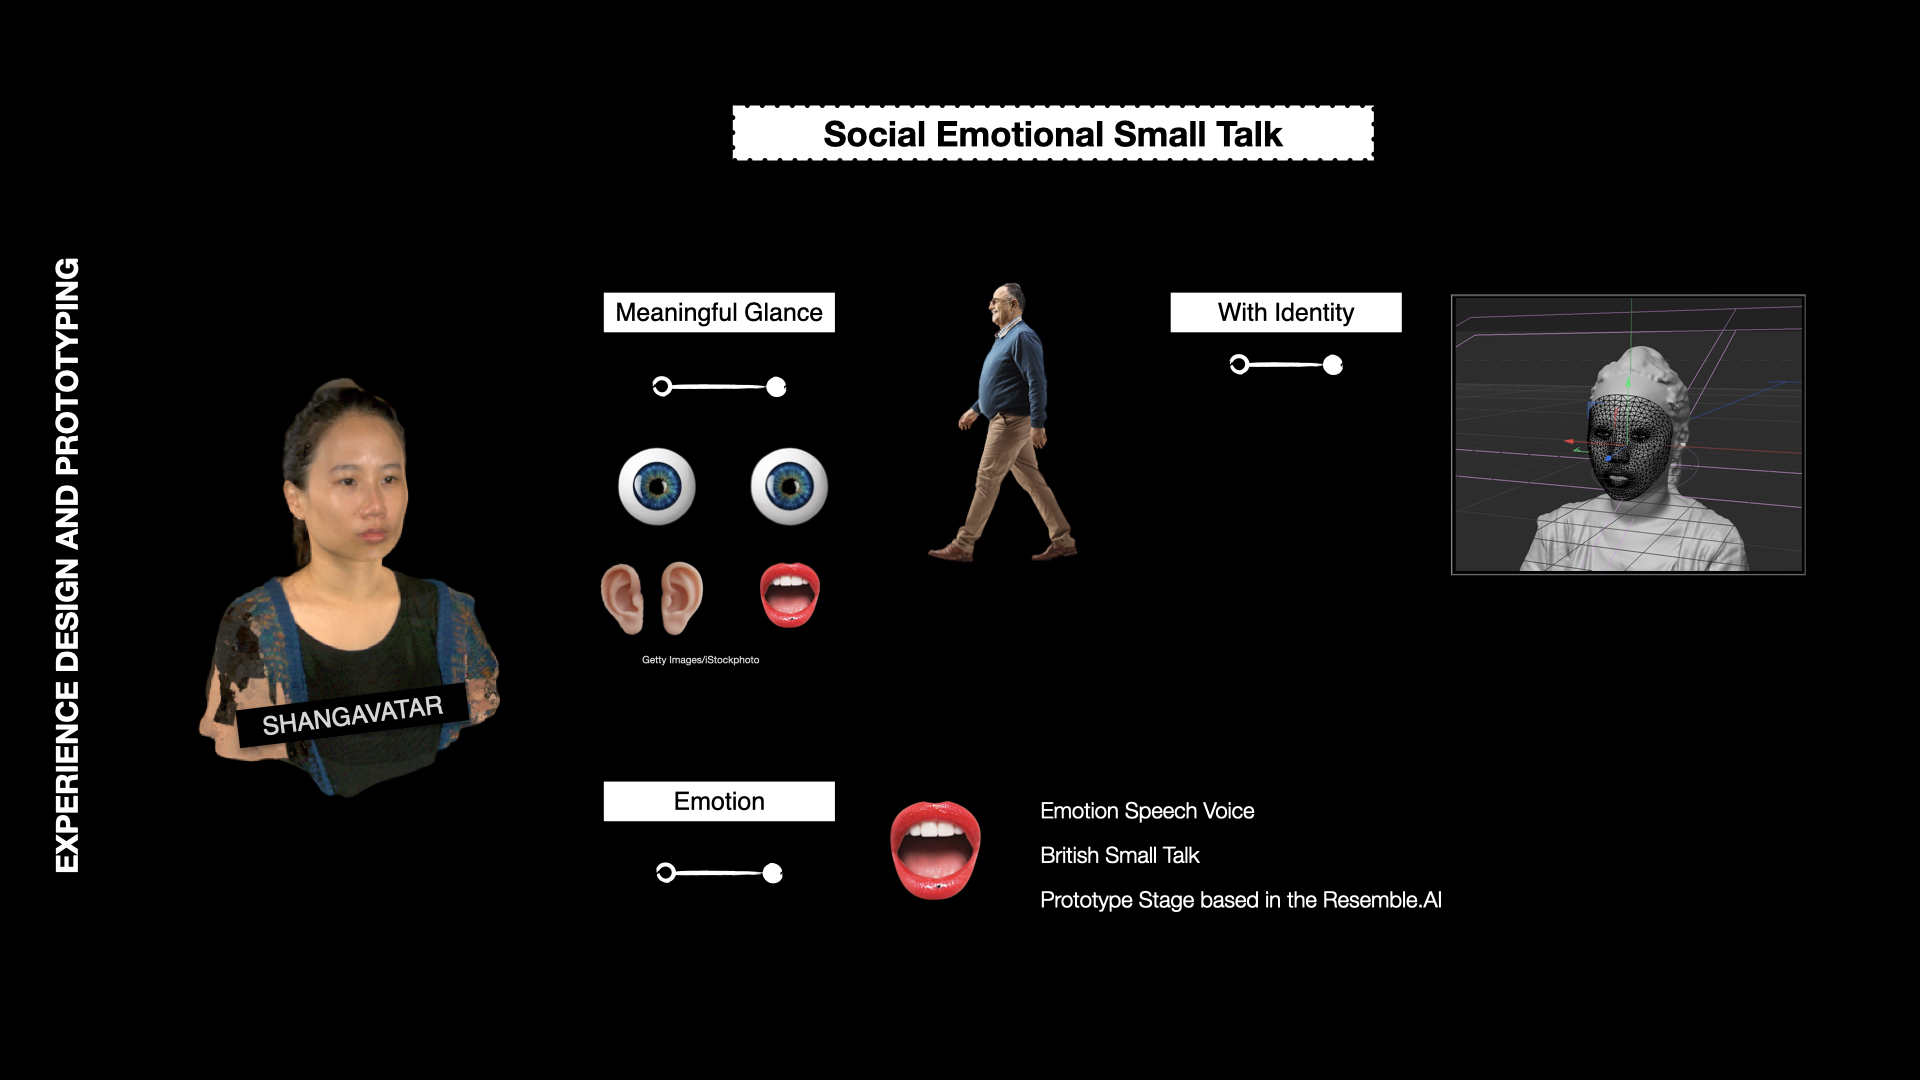 Social Emotional Small Talk
EXPERIENCE DESIGN AND PROTOTYPING
Meaningful Glance
With Identity
Getty Images/iStockphoto
SHANGAVATAR
Emotion
Emotion Speech Voice
British Small Talk
Prototype Stage based in the Resemble.AI